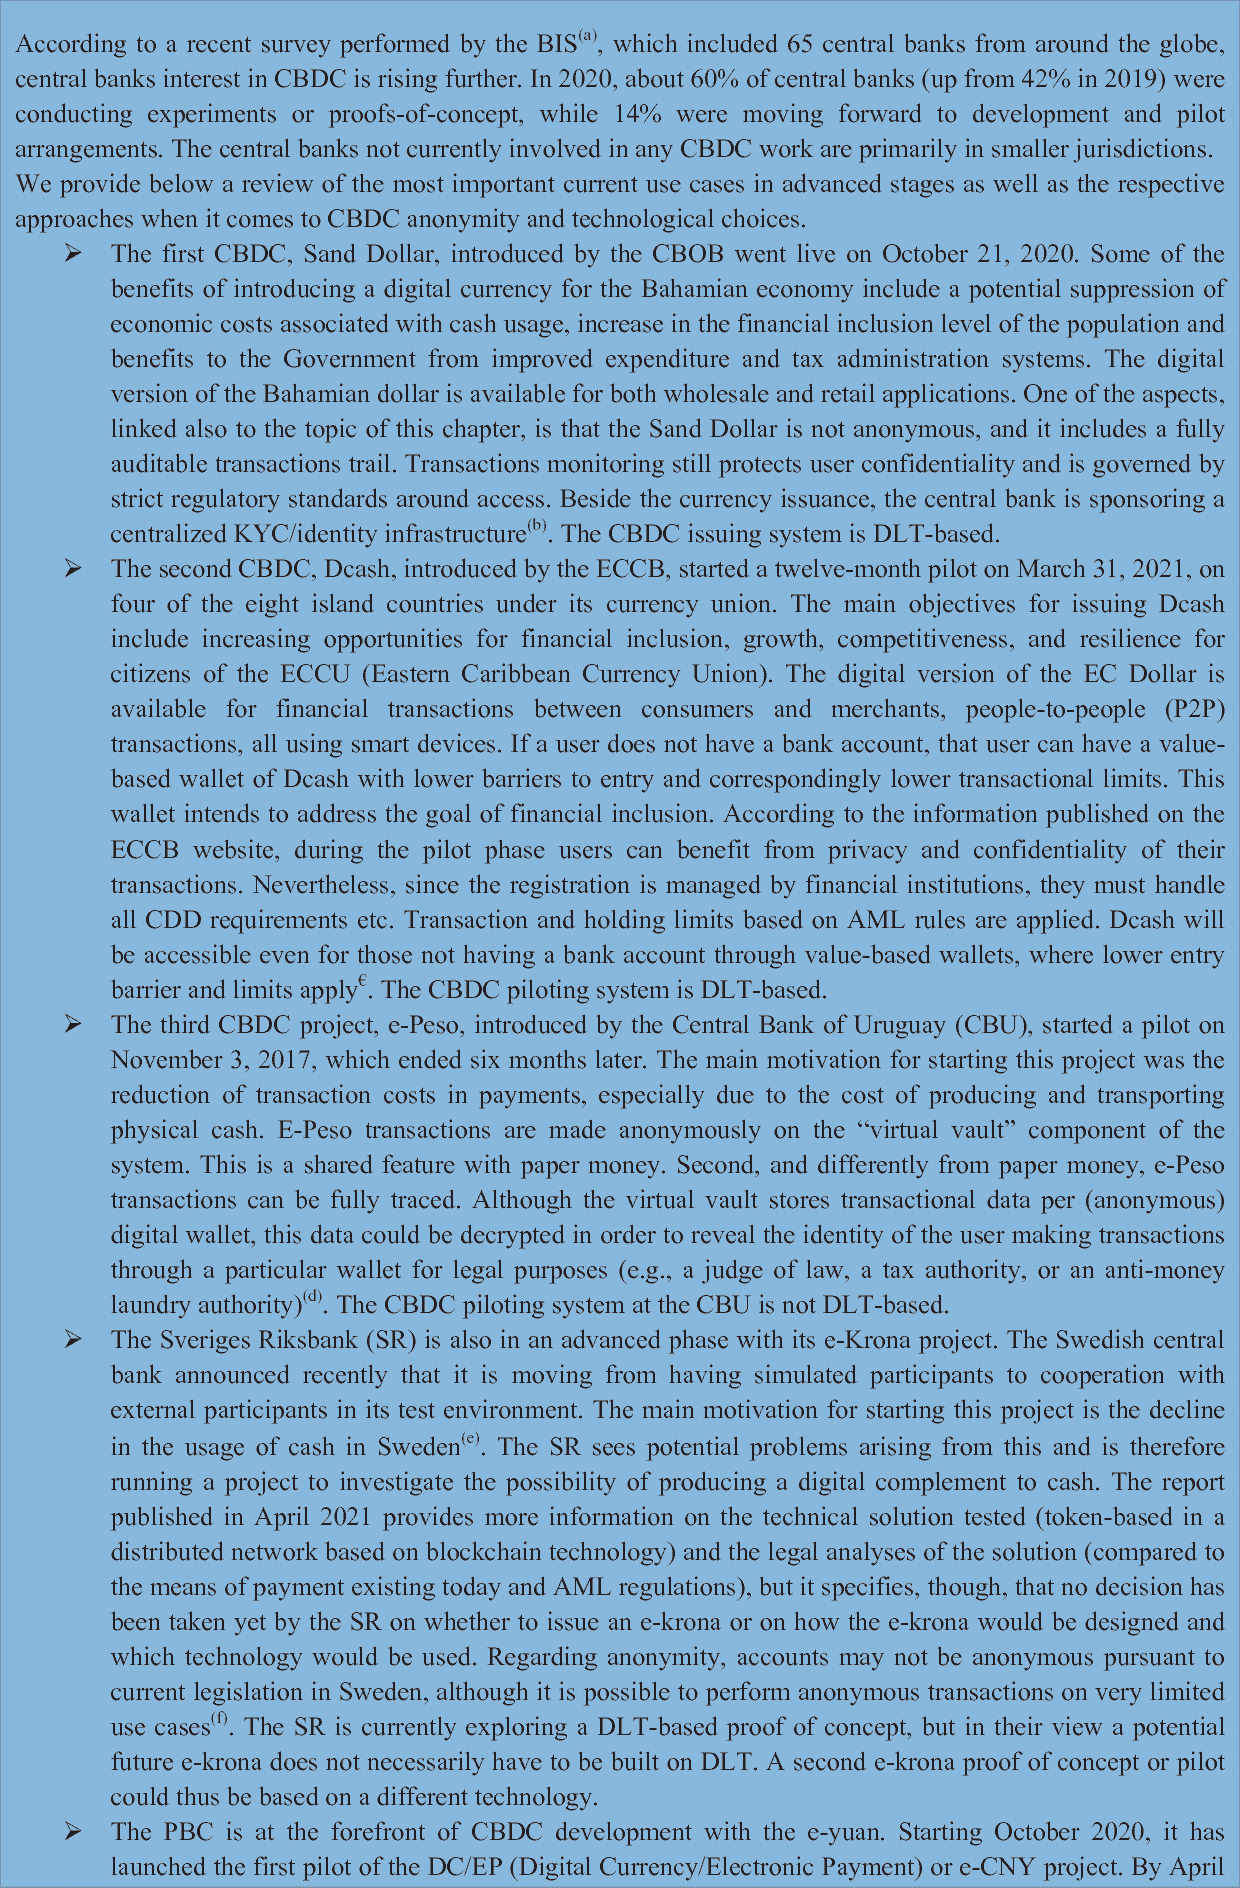 According to a recent survey performed by the BIS(a), which included 65 central banks from around the globe,
central banks interest in CBDC is rising further. In 2020, about 60% of central banks (up from 42% in 2019) were
conducting experiments or proofs-of-concept, while 14% were moving forward to development and pilot
arrangements. The central banks not currently involved in any CBDC work are primarily in smaller jurisdictions.
We provide below a review of the most important current use cases in advanced stages as well as the respective
approaches when it comes to CBDC anonymity and technological choices.
➢ The first CBDC, Sand Dollar, introduced by the CBOB went live on October 21, 2020. Some of the
benefits of introducing a digital currency for the Bahamian economy include a potential suppression of
economic costs associated with cash usage, increase in the financial inclusion level of the population and
benefits to the Government from improved expenditure and tax administration systems. The digital
version of the Bahamian dollar is available for both wholesale and retail applications. One of the aspects,
linked also to the topic of this chapter, is that the Sand Dollar is not anonymous, and it includes a fully
auditable transactions trail. Transactions monitoring still protects user confidentiality and is governed by
strict regulatory standards around access. Beside the currency issuance, the central bank is sponsoring a
centralized KYC/identity infrastructure(b). The CBDC issuing system is DLT-based.
➢ The second CBDC, Dcash, introduced by the ECCB, started a twelve-month pilot on March 31, 2021, on
four of the eight island countries under its currency union. The main objectives for issuing Dcash
include increasing opportunities for financial inclusion, growth, competitiveness, and resilience for
citizens of the ECCU (Eastern Caribbean Currency Union). The digital version of the EC Dollar is
available for financial transactions between consumers and merchants, people-to-people (P2P)
transactions, all using smart devices. If a user does not have a bank account, that user can have a value-
based wallet of Dcash with lower barriers to entry and correspondingly lower transactional limits. This
wallet intends to address the goal of financial inclusion. According to the information published on the
ECCB website, during the pilot phase users can benefit from privacy and confidentiality of their
transactions. Nevertheless, since the registration is managed by financial institutions, they must handle
all CDD requirements etc. Transaction and holding limits based on AML rules are applied. Dcash will
be accessible even for those not having a bank account through value-based wallets, where lower entry
barrier and limits apply€. The CBDC piloting system is DLT-based.
➢ The third CBDC project, e-Peso, introduced by the Central Bank of Uruguay (CBU), started a pilot on
November 3, 2017, which ended six months later. The main motivation for starting this project was the
reduction of transaction costs in payments, especially due to the cost of producing and transporting
physical cash. E-Peso transactions are made anonymously on the “virtual vault” component of the
system. This is a shared feature with paper money. Second, and differently from paper money, e-Peso
transactions can be fully traced. Although the virtual vault stores transactional data per (anonymous)
digital wallet, this data could be decrypted in order to reveal the identity of the user making transactions
through a particular wallet for legal purposes (e.g., a judge of law, a tax authority, or an anti-money
laundry authority)(d). The CBDC piloting system at the CBU is not DLT-based.
➢ The Sveriges Riksbank (SR) is also in an advanced phase with its e-Krona project. The Swedish central
bank announced recently that it is moving from having simulated participants to cooperation with
external participants in its test environment. The main motivation for starting this project is the decline
in the usage of cash in Sweden(e). The SR sees potential problems arising from this and is therefore
running a project to investigate the possibility of producing a digital complement to cash. The report
published in April 2021 provides more information on the technical solution tested (token-based in a
distributed network based on blockchain technology) and the legal analyses of the solution (compared to
the means of payment existing today and AML regulations), but it specifies, though, that no decision has
been taken yet by the SR on whether to issue an e-krona or on how the e-krona would be designed and
which technology would be used. Regarding anonymity, accounts may not be anonymous pursuant to
current legislation in Sweden, although it is possible to perform anonymous transactions on very limited
use cases(f). The SR is currently exploring a DLT-based proof of concept, but in their view a potential
future e-krona does not necessarily have to be built on DLT. A second e-krona proof of concept or pilot
could thus be based on a different technology.
➢ The PBC is at the forefront of CBDC development with the e-yuan. Starting October 2020, it has
launched the first pilot of the DC/EP (Digital Currency/Electronic Payment) or e-CNY project. By April